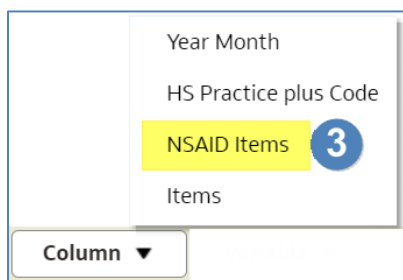 Year Month
HS Practice plus Code
NSAID Items 3
Items
Column ▼